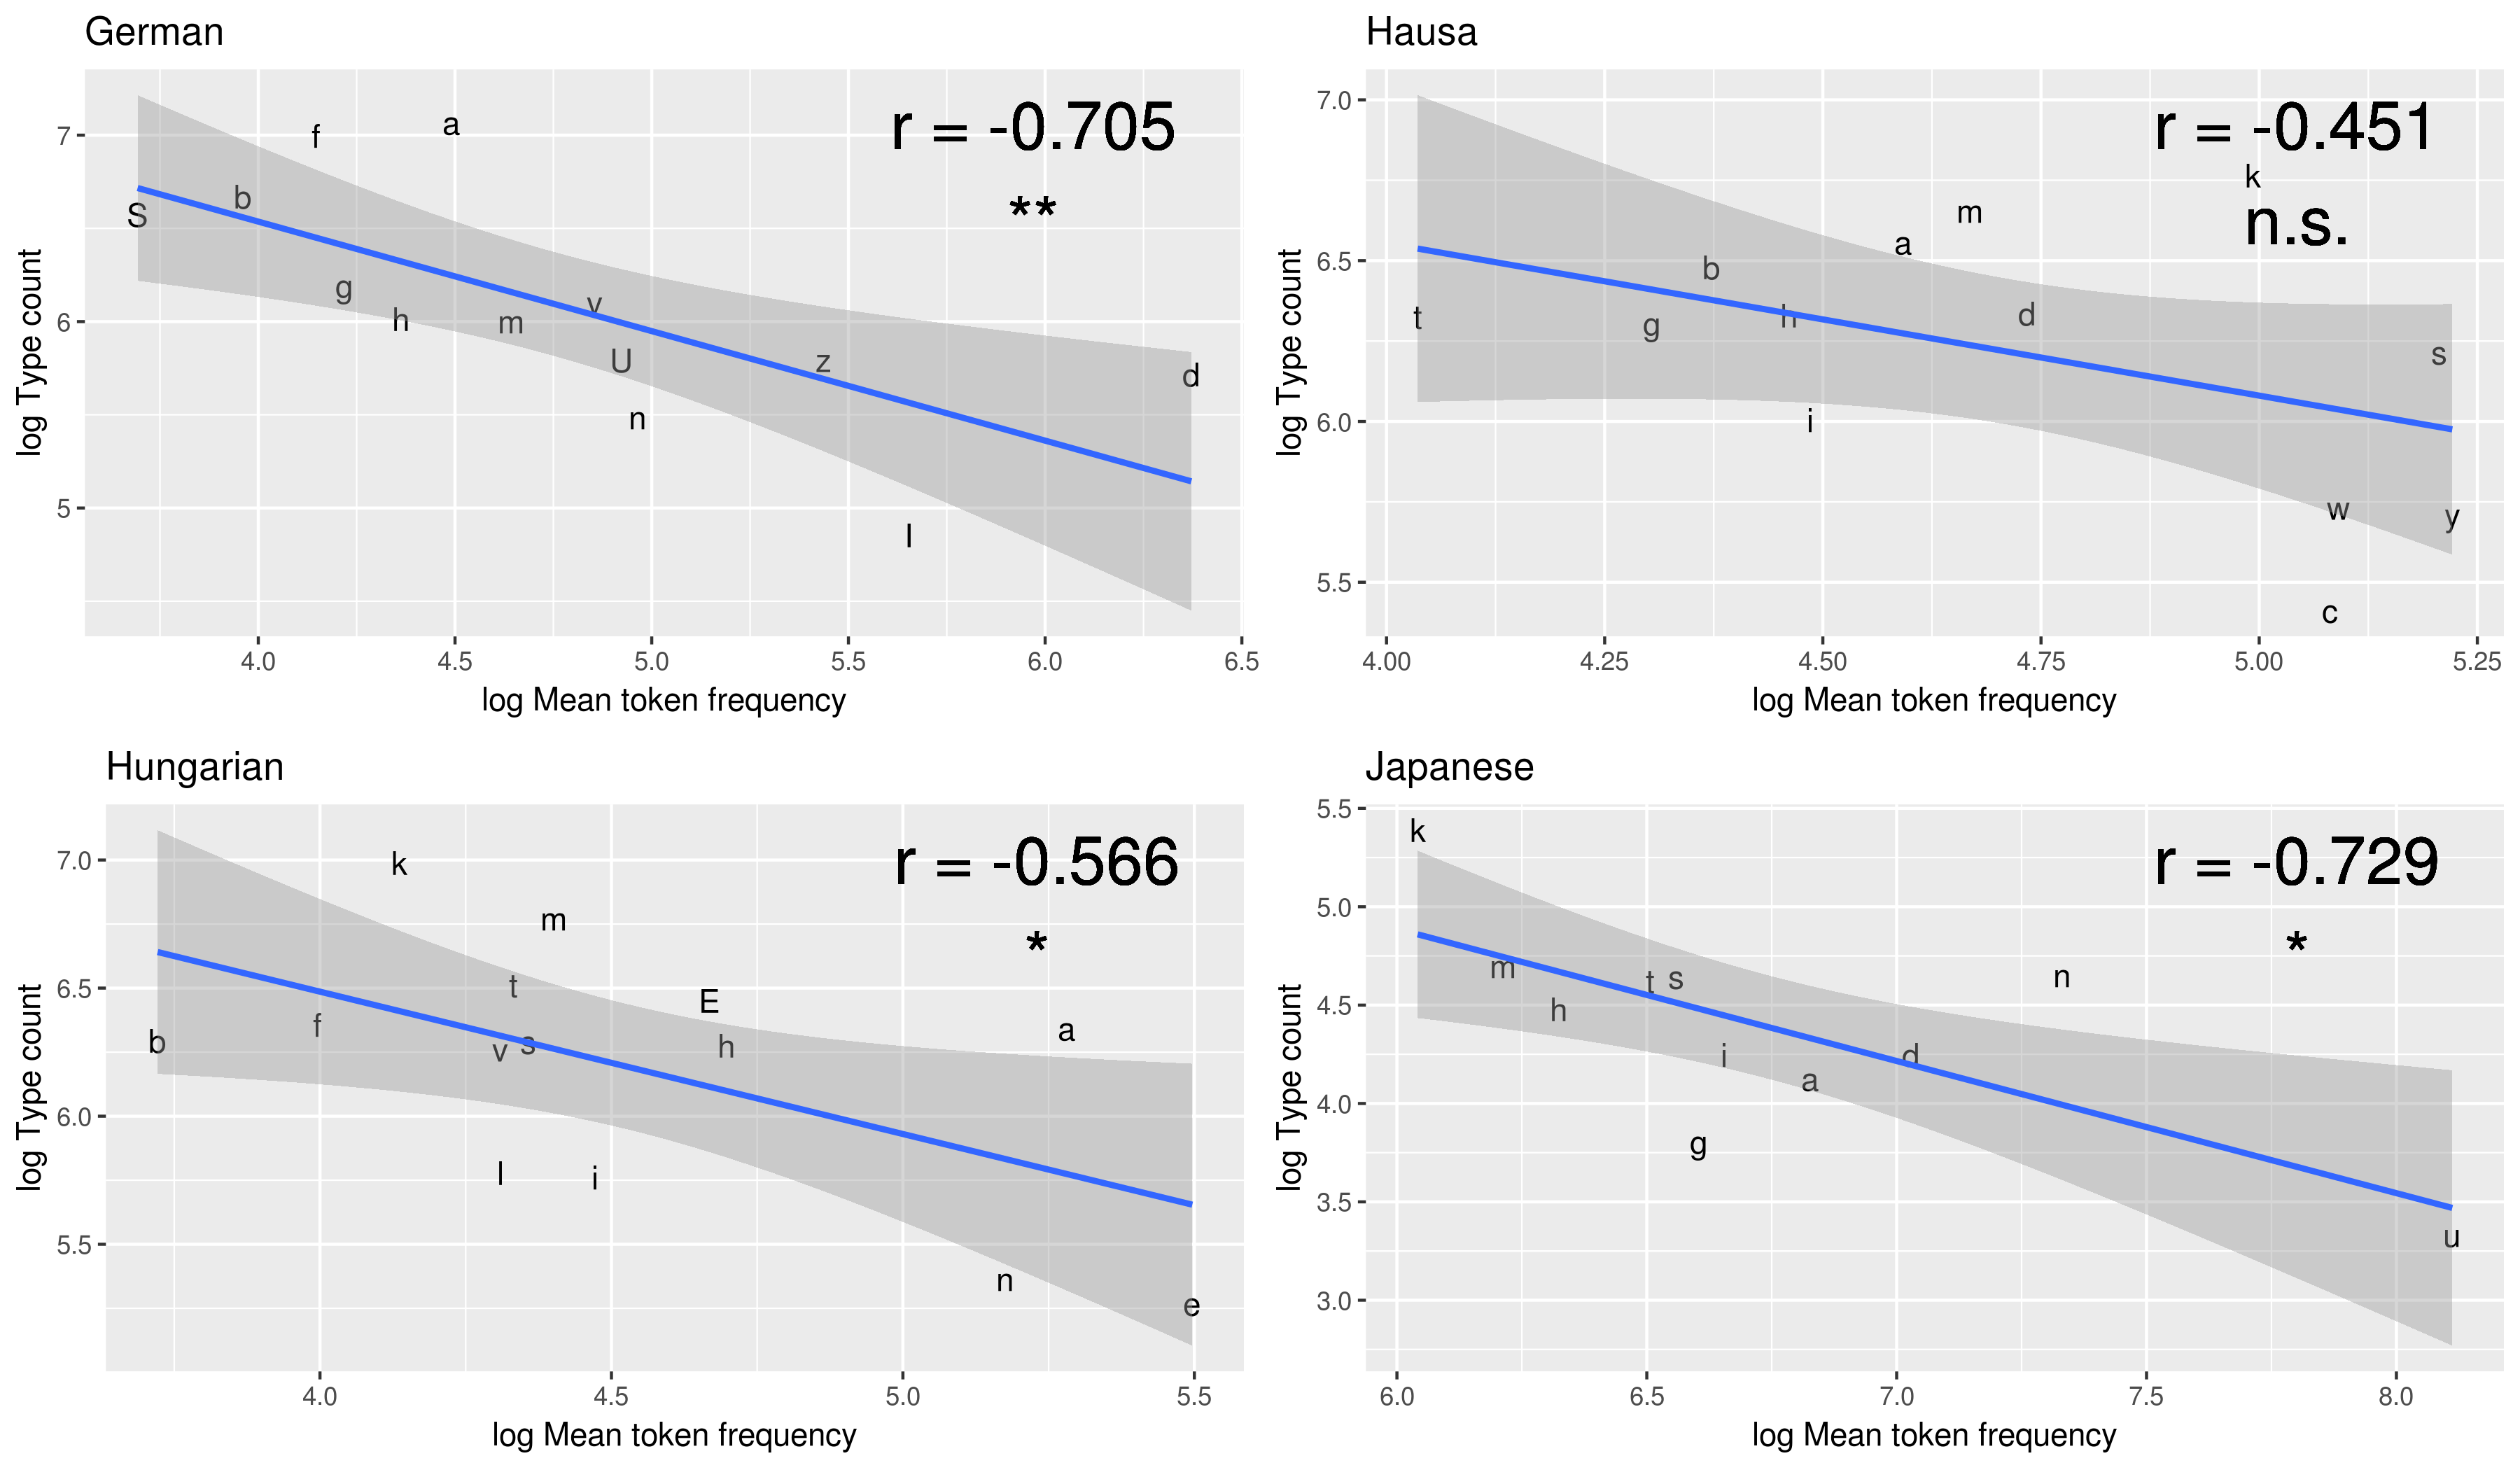 German
r = -0.705
**
f
a
b
S
g
h
m
v
U
z
d
n
l
7
6
5
4.0 4.5 5.0 5.5 6.0 6.5
log Mean token frequency
log Type count
Hausa
r = -0.451
k
n.s.
m
a
b
t
g
h
d
s
i
w
y
c
7.0
6.5
6.0
5.5
4.00 4.25 4.50 4.75 5.00 5.25
log Mean token frequency
log Type count
Hungarian
r = -0.566
*
k
m
t
E
b
f
v
s
h
a
l
i
n
e
7.0
6.5
6.0
5.5
4.0 4.5 5.0 5.5
log Mean token frequency
log Type count
Japanese
r = -0.729
*
k
m
h
t
s
n
i
a
d
g
u
5.5
5.0
4.5
4.0
3.5
3.0
6.0 6.5 7.0 7.5 8.0
log Mean token frequency
log Type count